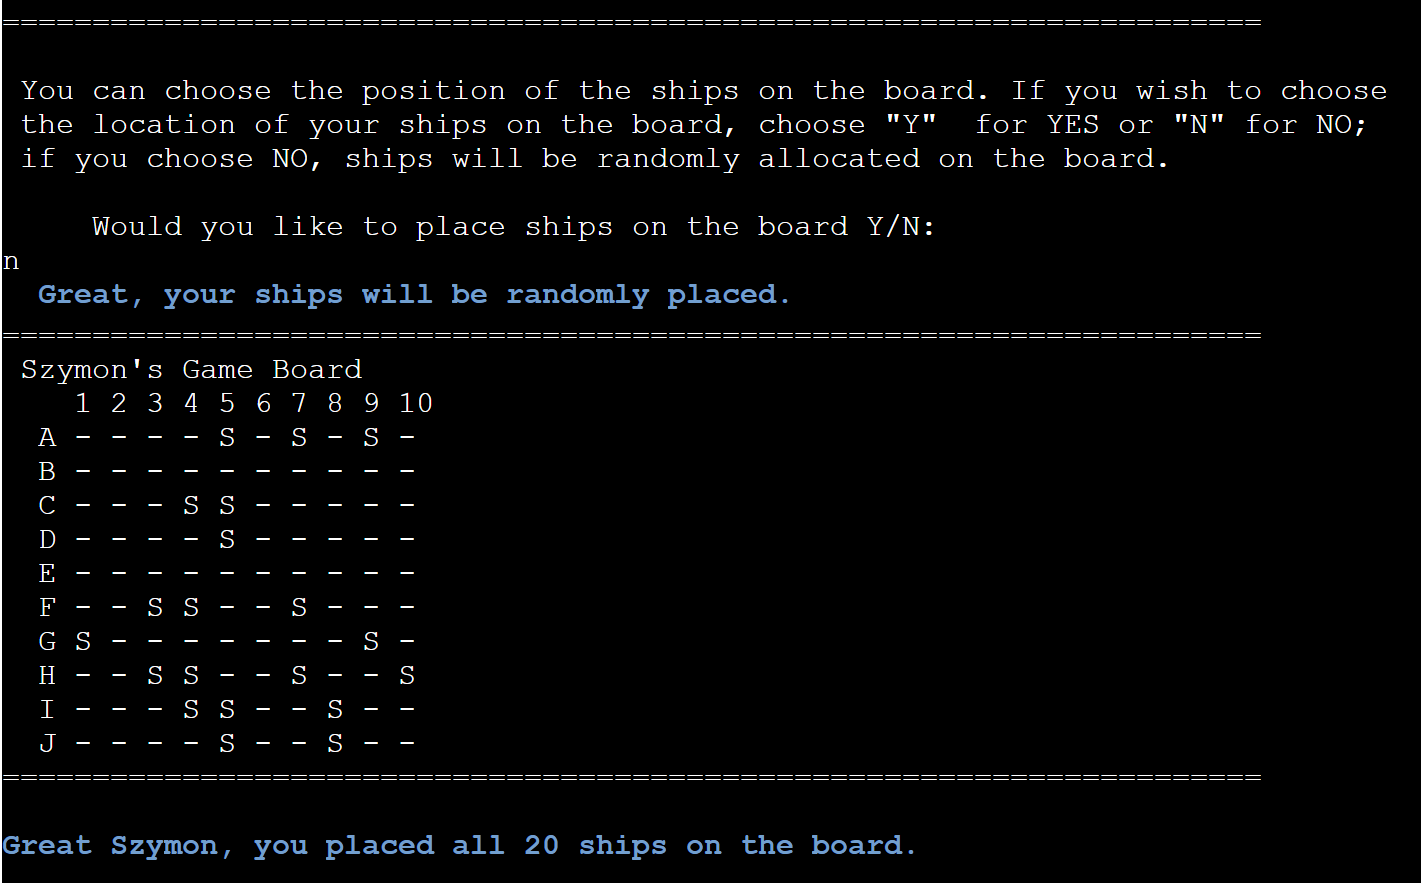 ======================================================================
You can choose the position of the ships on the board. If you wish to choose
the location of your ships on the board, choose "Y"  for YES or "N" for NO;
if you choose NO, ships will be randomly allocated on the board.
Would you like to place ships on the board Y/N:
n
Great, your ships will be randomly placed.
======================================================================
Szymon's Game Board
1 2 3 4 5 6 7 8 9 10
A - - - - S - S - S -
B - - - - - - - - - -
C - - - S S - - - - -
D - - - - S - - - - -
E - - - - - - - - - -
F - - S S - - S - - -
G S - - - - - - - S -
H - - S S - - S - - S
I - - - S S - - S - -
J - - - - S - - S - -
======================================================================
Great Szymon, you placed all 20 ships on the board.